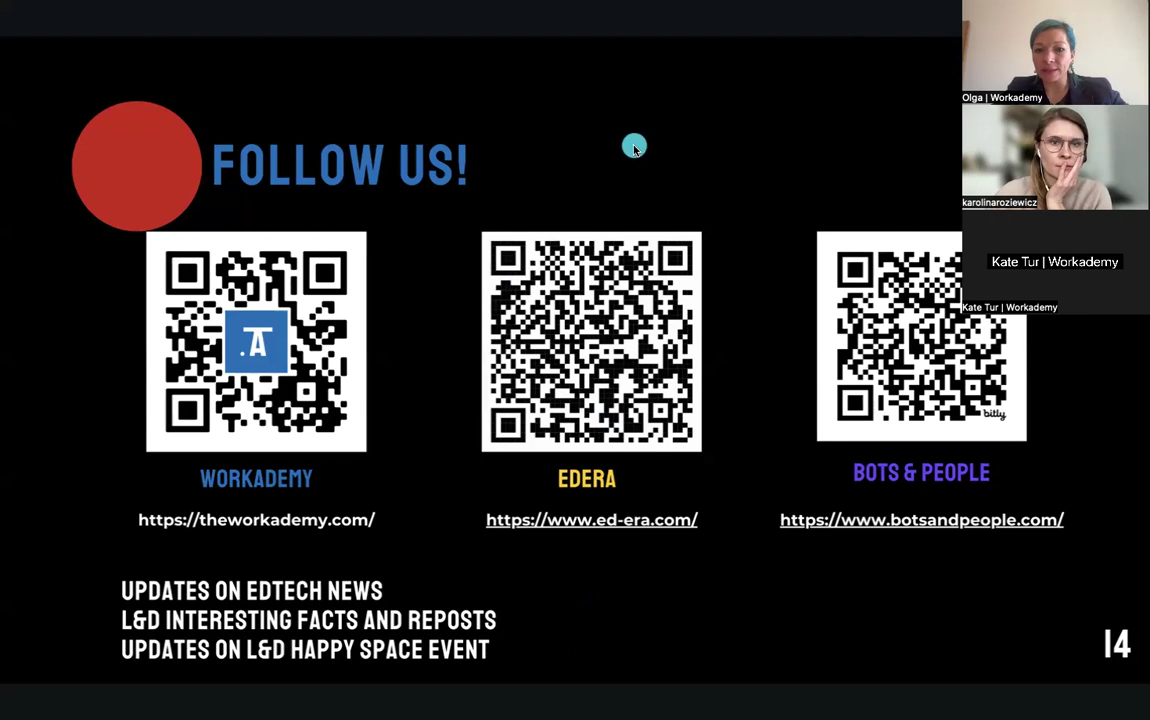 Olga | Workademy
FOLLOW US!
karolinaroziewicz
Kate Tur | Workademy
Kate Tur | Workademy
.A
bitly
WORKADEMY
EDERA
BOTS & PEOPLE
https://theworkademy.com/
https://www.ed-era.com/
https://www.botsandpeople.com/
UPDATES ON EDTECH NEWS
L&D INTERESTING FACTS AND REPOSTS
UPDATES ON L&D HAPPY SPACE EVENT
14